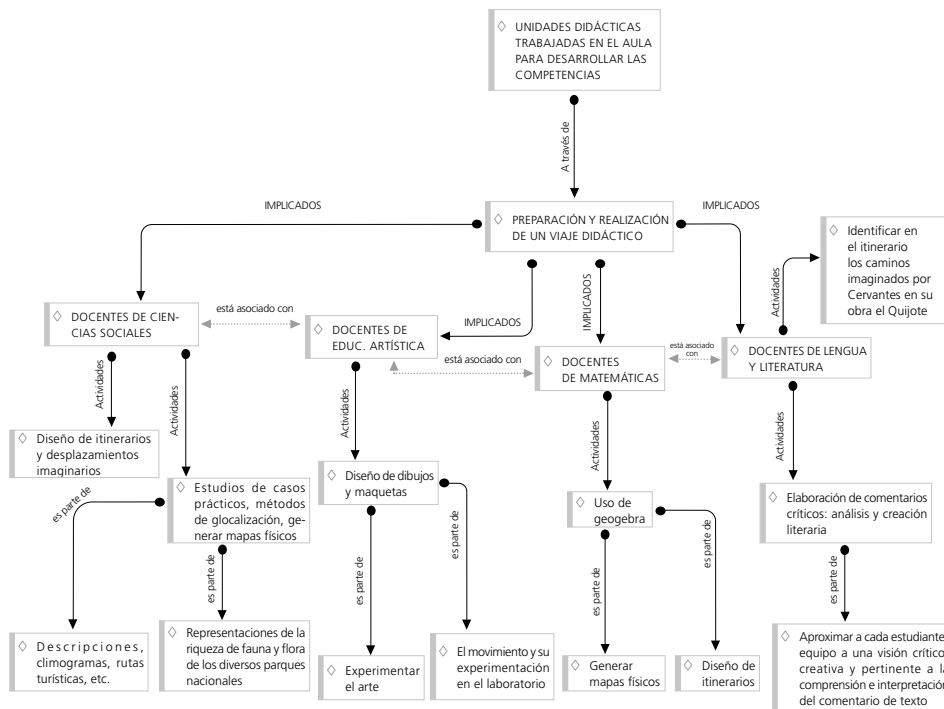 UNIDADES DIDÁCTICAS
TRABAJADAS EN EL AULA
PARA DESARROLLAR LAS
COMPETENCIAS
A través de
IMPLICADOS
PREPARACIÓN Y REALIZACIÓN
DE UN VIAJE DIDÁCTICO
IMPLICADOS
Identificar en
el itinerario
los caminos
imaginados por
Cervantes en su
obra el Quijote
Actividades
DOCENTES DE CIEN-
CIAS SOCIALES
está asociado con
DOCENTES DE
EDUC. ARTÍSTICA
IMPLICADOS
IMPLICADOS
está asociado con
DOCENTES
DE MATEMÁTICAS
está asociado
con
DOCENTES DE LENGUA
Y LITERATURA
Actividades
Actividades
Actividades
Actividades
Actividades
Diseño de itinerarios
y desplazamientos
imaginarios
Estudios de casos
prácticos, métodos
de glocalización, ge-
nerar mapas físicos
Diseño de dibujos
y maquetas
Uso de
geogebra
Elaboración de comentarios
críticos: análisis y creación
literaria
es parte de
es parte de
es parte de
es parte de
es parte de
es parte de
es parte de
Descripciones,
climogramas, rutas
turísticas, etc.
Representaciones de la
riqueza de fauna y flora
de los diversos parques
nacionales
Experimentar
el arte
El movimiento y su
experimentación
en el laboratorio
Generar
mapas físicos
Diseño de
itinerarios
Aproximar a cada estudiante
equipo a una visión crítico
creativa y pertinente a la
comprensión e interpretación
del comentario de texto